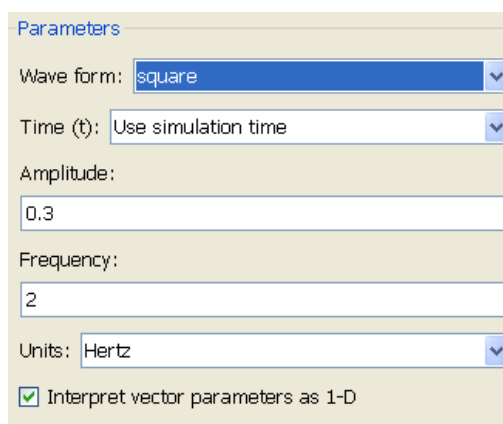 Parameters
Wave form: square
Time (t): Use simulation time
Amplitude:
0.3
Frequency:
2
Units: Hertz
Interpret vector parameters as 1-D